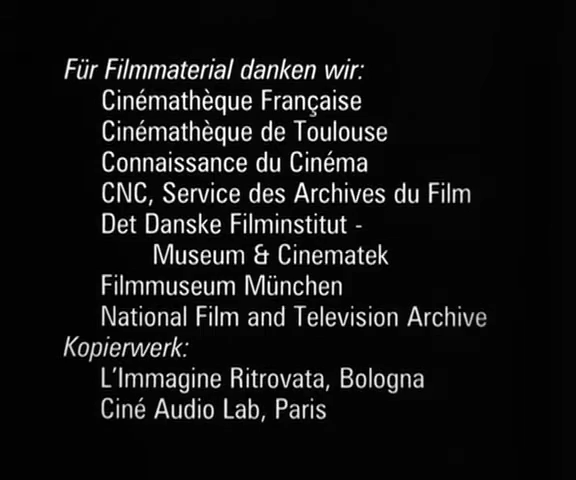 Für Filmmaterial danken wir:
Cinémathèque Française
Cinémathèque de Toulouse
Connaissance du Cinéma
CNC, Service des Archives du Film
Det Danske Filminstitut -
Museum & Cinematek
Filmmuseum München
National Film and Television Archive
Kopierwerk:
L'Immagine Ritrovata, Bologna
Ciné Audio Lab, Paris